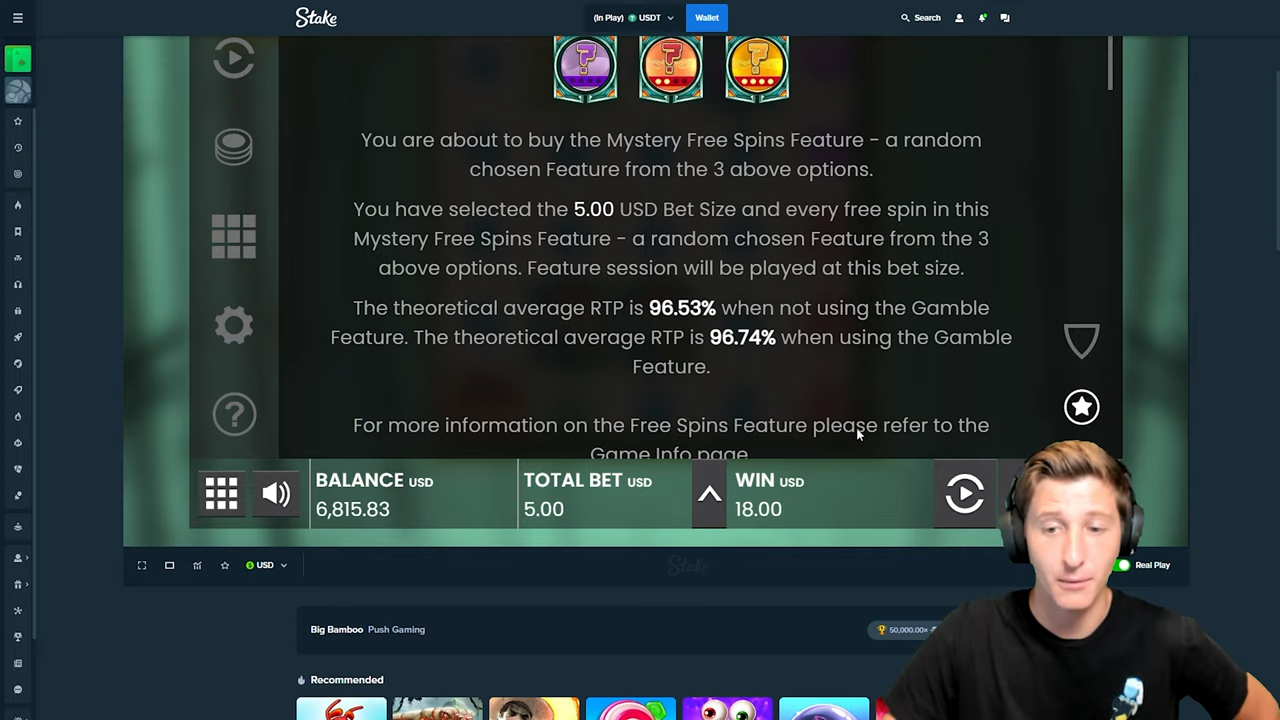 Stake
(In Play) USDT
Wallet
Search
You are about to buy the Mystery Free Spins Feature - a random
chosen Feature from the 3 above options.
You have selected the 5.00 USD Bet Size and every free spin in this
Mystery Free Spins Feature - a random chosen Feature from the 3
above options. Feature session will be played at this bet size.
The theoretical average RTP is 96.53% when not using the Gamble
Feature. The theoretical average RTP is 96.74% when using the Gamble
Feature.
For more information on the Free Spins Feature please refer to the
Game Info page
BALANCE USD
6,815.83
TOTAL BET USD
5.00
WIN USD
18.00
USD
Stake
Real Play
Big Bamboo Push Gaming
50,000.00×
Recommended